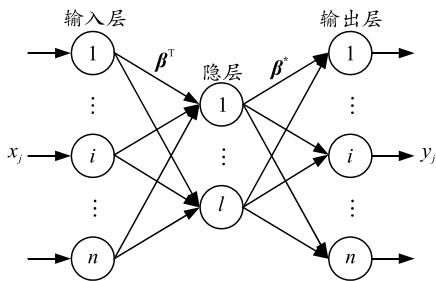 输入层 输出层
1 β^⊤ 隐层 β^* 1
⋮ 1 ⋮
x_j i ⋮ i y_j
⋮ l ⋮
n n